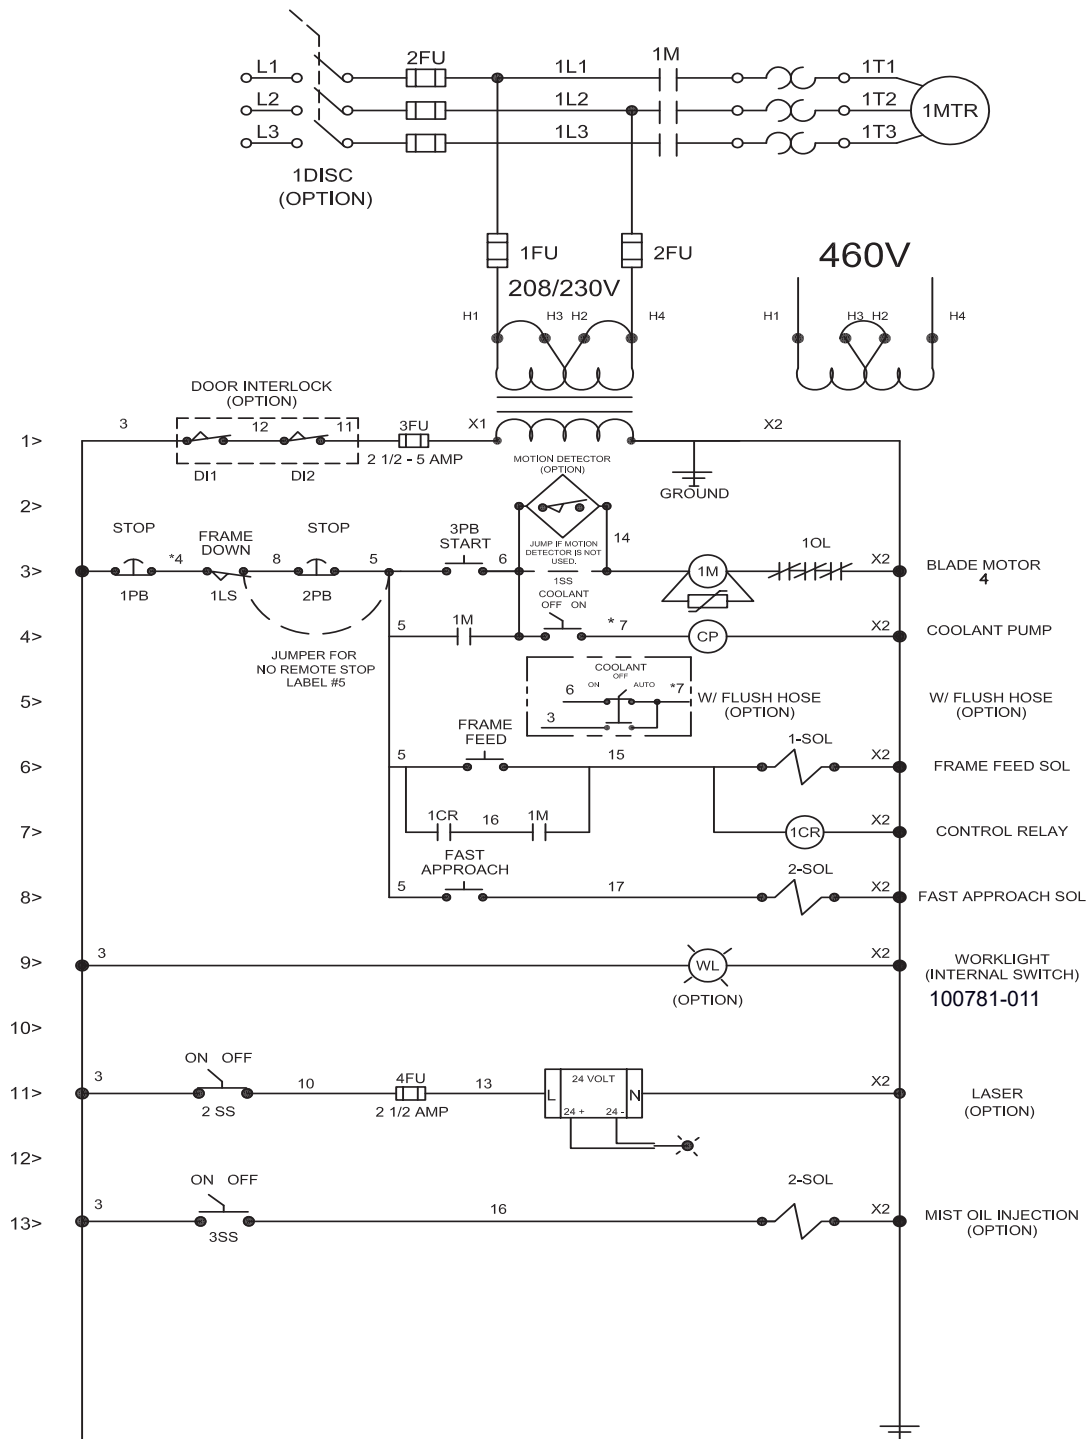 2FU
1M
L1
1L1
1T1
L2
1L2
1T2
1MTR
L3
1L3
1T3
1DISC
(OPTION)
1FU
2FU
460V
208/230V
H1
H3
H2
H4
H1
H3
H2
H4
DOOR INTERLOCK
(OPTION)
1>
3
12
11
3FU
X1
X2
DI1
DI2
2 1/2 - 5 AMP
MOTION DETECTOR
(OPTION)
GROUND
2>
STOP
FRAME
DOWN
STOP
3PB
START
JUMP IF MOTION
DETECTOR IS NOT
USED.
14
3>
*4
8
5
6
1M
1OL
X2
BLADE MOTOR
4
1PB
1LS
2PB
1SS
COOLANT
OFF ON
4>
5
1M
* 7
CP
X2
COOLANT PUMP
JUMPER FOR
NO REMOTE STOP
LABEL #5
COOLANT
OFF
ON
AUTO
5>
6
*7
3
W/ FLUSH HOSE
(OPTION)
W/ FLUSH HOSE
(OPTION)
FRAME
FEED
6>
5
15
1-SOL
X2
FRAME FEED SOL
7>
1CR
16
1M
1CR
X2
CONTROL RELAY
FAST
APPROACH
8>
5
17
2-SOL
X2
FAST APPROACH SOL
9>
3
WL
(OPTION)
X2
WORKLIGHT
(INTERNAL SWITCH)
100781-011
10>
ON OFF
11>
3
2 SS
10
4FU
2 1/2 AMP
13
L
24 VOLT
N
24 +
24 -
X2
LASER
(OPTION)
12>
ON OFF
13>
3
3SS
16
2-SOL
X2
MIST OIL INJECTION
(OPTION)